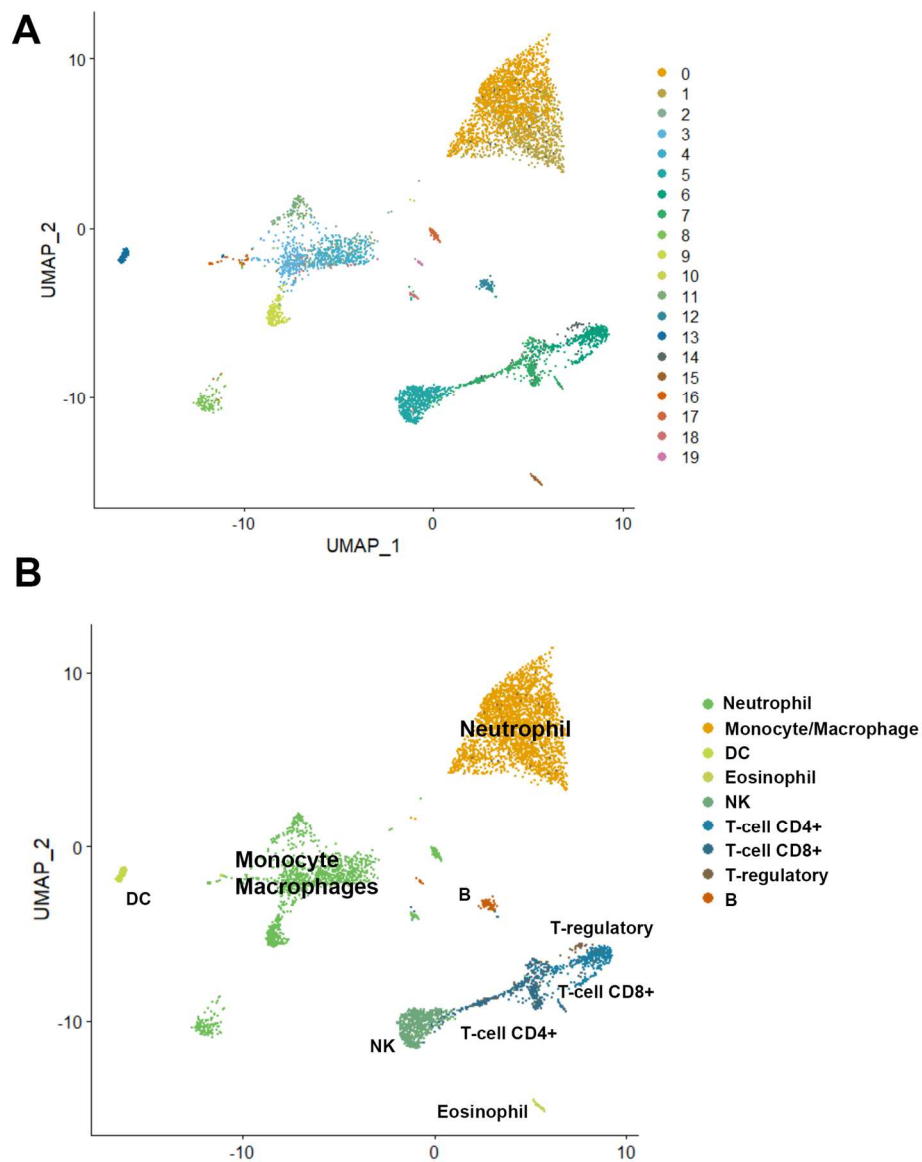 A
10
0
-10
UMAP_2
-10
0
10
UMAP_1
0
1
2
3
4
5
6
7
8
9
10
11
12
13
14
15
16
17
18
19
B
10
0
-10
UMAP_2
-10
0
10
Neutrophil
Monocyte
Macrophages
DC
B
T-regulatory
T-cell CD8+
T-cell CD4+
NK
Eosinophil
Neutrophil
Monocyte/Macrophage
DC
Eosinophil
NK
T-cell CD4+
T-cell CD8+
T-regulatory
B